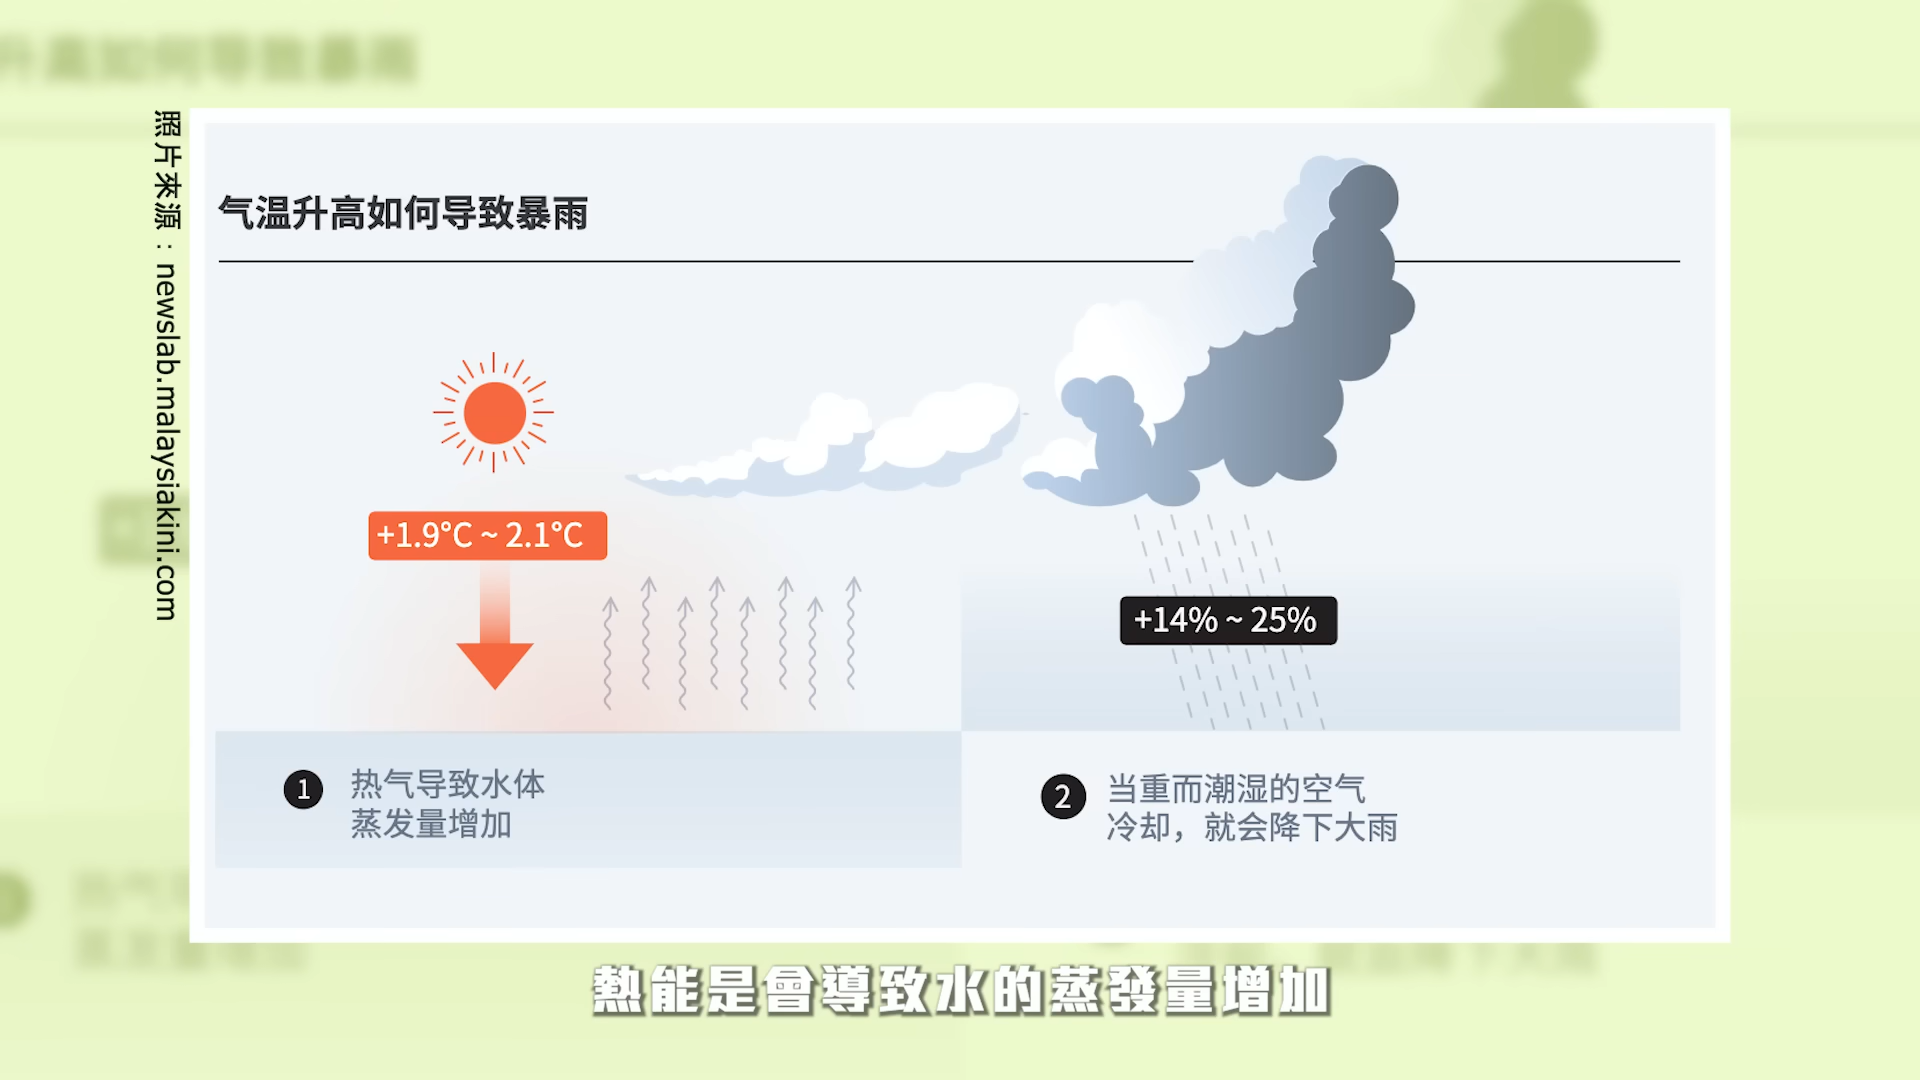 照片來源：newslab.malaysiakini.com
气温升高如何导致暴雨
+1.9°C ~ 2.1°C
+14% ~ 25%
1 热气导致水体
蒸发量增加
2 当重而潮湿的空气
冷却，就会降下大雨
熱能是會導致水的蒸發量增加